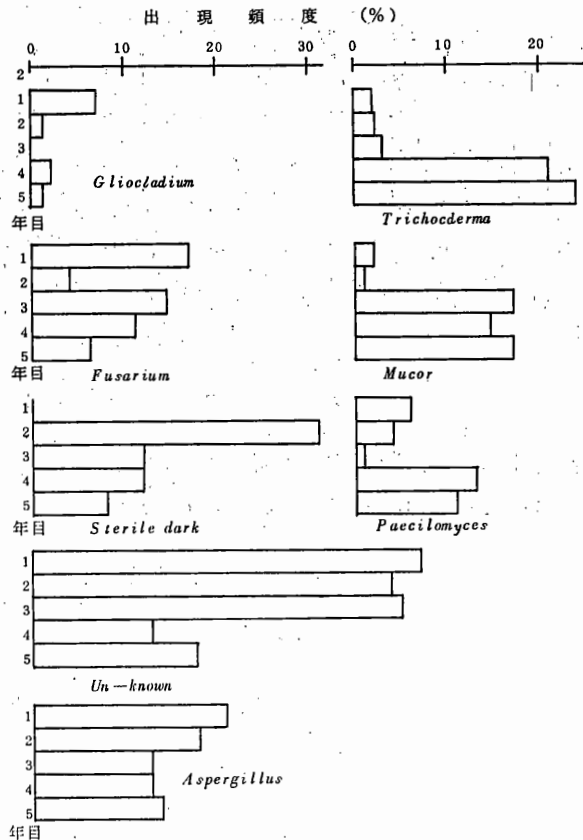 出現頻度 (%)
0 10 20 30 0 10 20
2
1
2
3
4
5
年目
Gliocladium
1
2
3
4
5
年目
Fusarium
1
2
3
4
5
年目
Sterile dark
1
2
3
4
5
Un-known
1
2
3
4
5
年目
Aspergillus
Trichocderma
Mucor
Paecilomyces